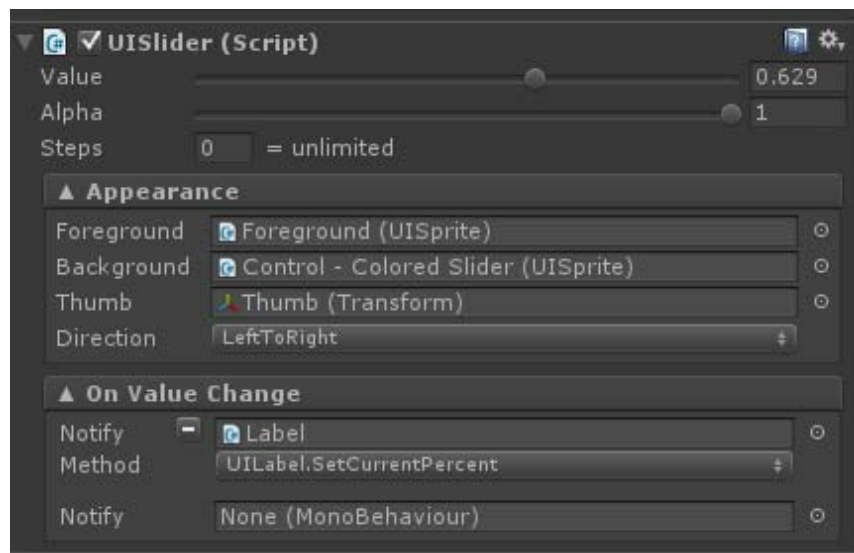 UISlider (Script)
Value 0.629
Alpha 1
Steps 0 = unlimited
▲ Appearance
Foreground Foreground (UISprite)
Background Control - Colored Slider (UISprite)
Thumb Thumb (Transform)
Direction LeftToRight
▲ On Value Change
Notify Label
Method UILabel.SetCurrentPercent
Notify None (MonoBehaviour)